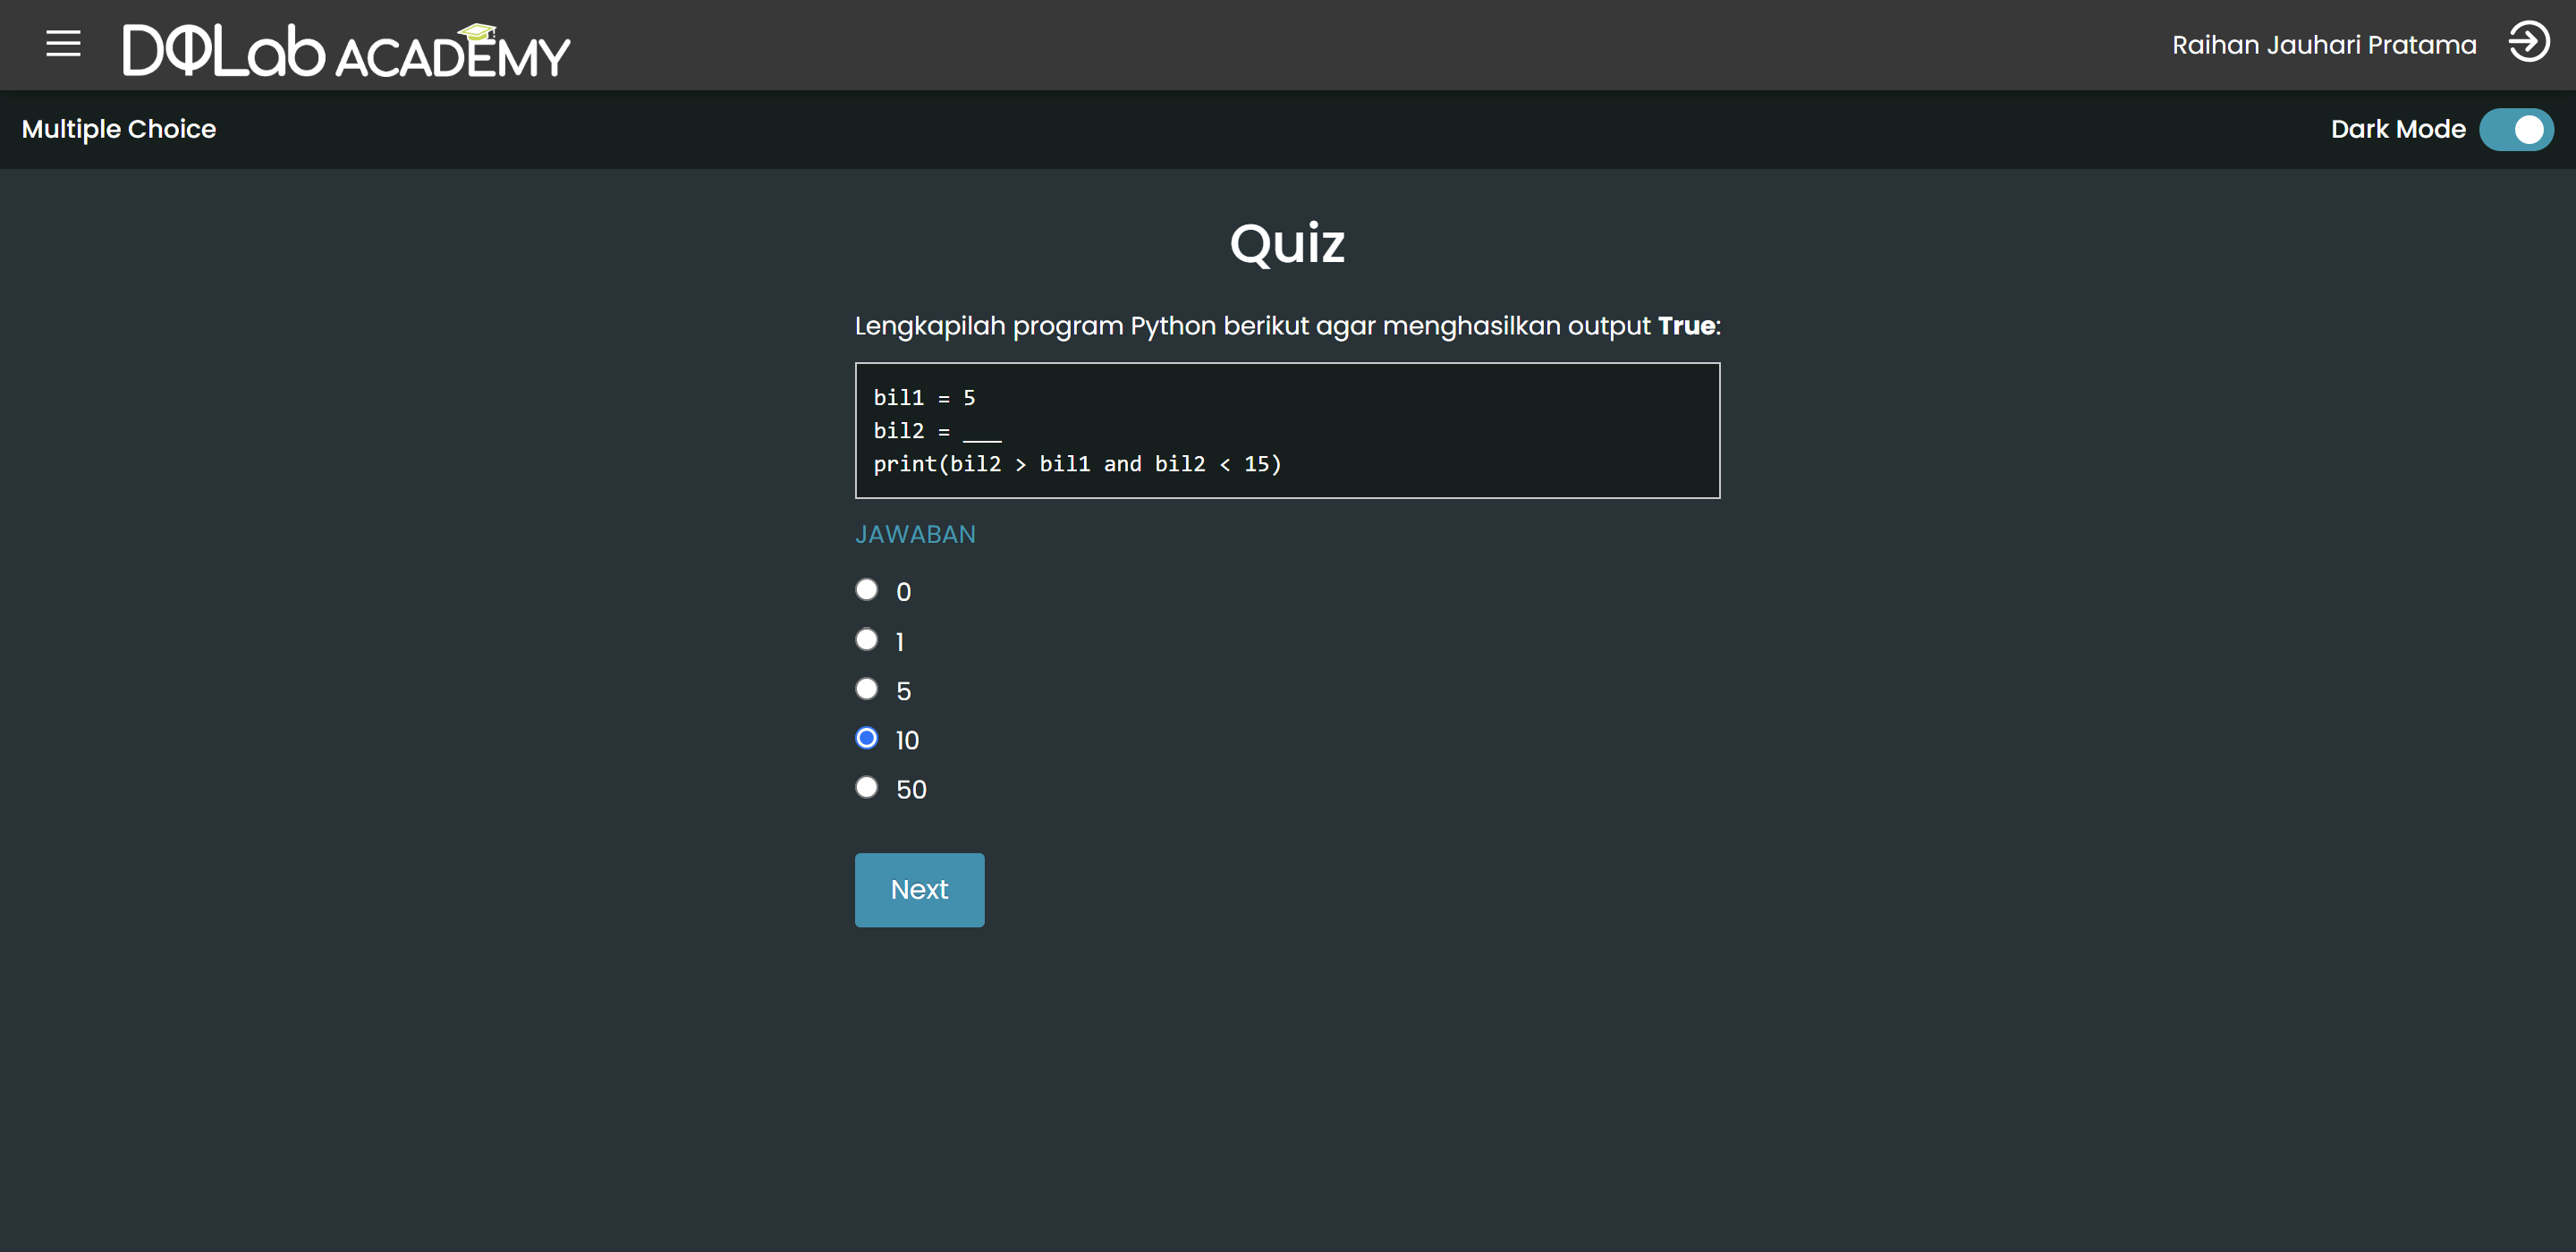 DQLab ACADEMY
Raihan Jauhari Pratama
Multiple Choice
Dark Mode
Quiz
Lengkapilah program Python berikut agar menghasilkan output True:
bil1 = 5
bil2 = ___
print(bil2 > bil1 and bil2 < 15)
JAWABAN
0
1
5
10
50
Next